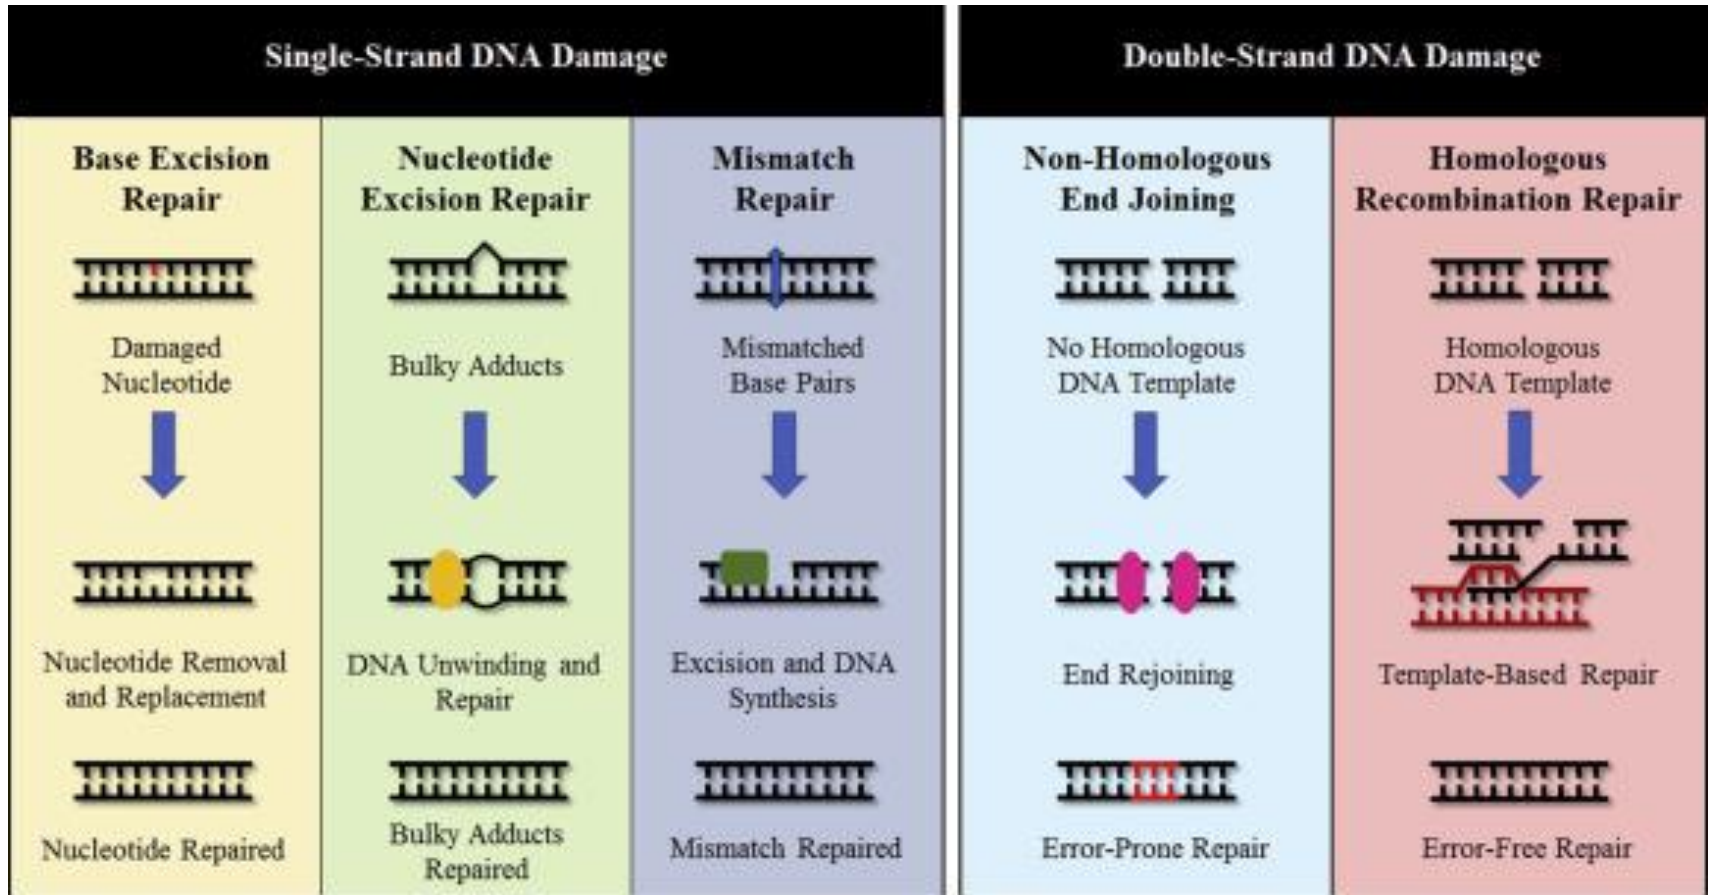 Single-Strand DNA Damage
Double-Strand DNA Damage
Base Excision
Repair
Damaged
Nucleotide
Nucleotide Removal
and Replacement
Nucleotide Repaired
Nucleotide
Excision Repair
Bulky Adducts
DNA Unwinding and
Repair
Bulky Adducts
Repaired
Mismatch
Repair
Mismatched
Base Pairs
Excision and DNA
Synthesis
Mismatch Repaired
Non-Homologous
End Joining
No Homologous
DNA Template
End Rejoining
Error-Prone Repair
Homologous
Recombination Repair
Homologous
DNA Template
Template-Based Repair
Error-Free Repair